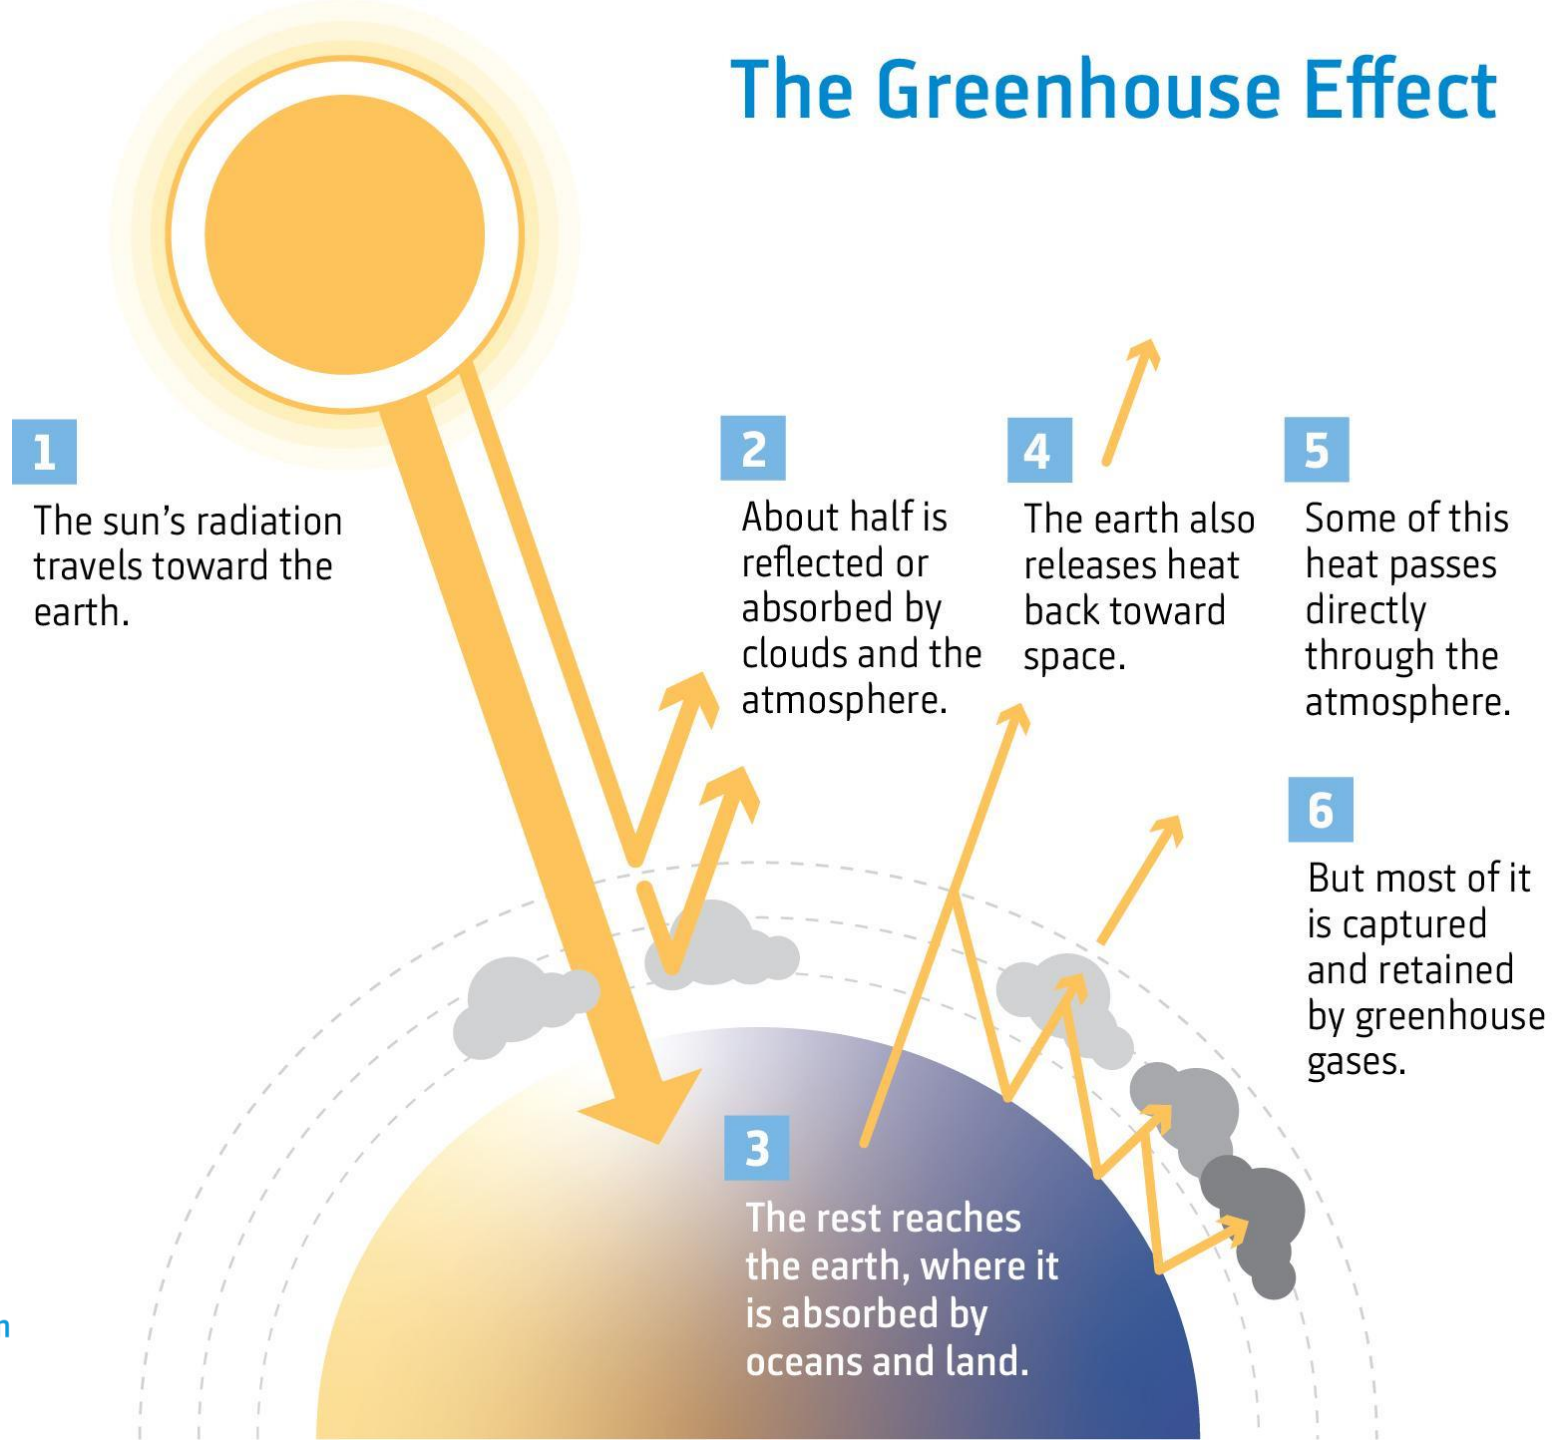 The Greenhouse Effect
1
The sun's radiation
travels toward the
earth.
2
About half is
reflected or
absorbed by
clouds and the
atmosphere.
3
The rest reaches
the earth, where it
is absorbed by
oceans and land.
4
The earth also
releases heat
back toward
space.
5
Some of this
heat passes
directly
through the
atmosphere.
6
But most of it
is captured
and retained
by greenhouse
gases.